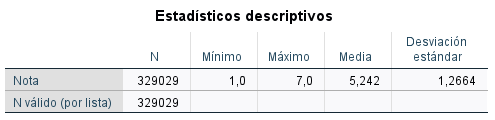 Estadísticos descriptivos
N Mínimo Máximo Media Desviación estándar
Nota 329029 1,0 7,0 5,242 1,2664
N válido (por lista) 329029